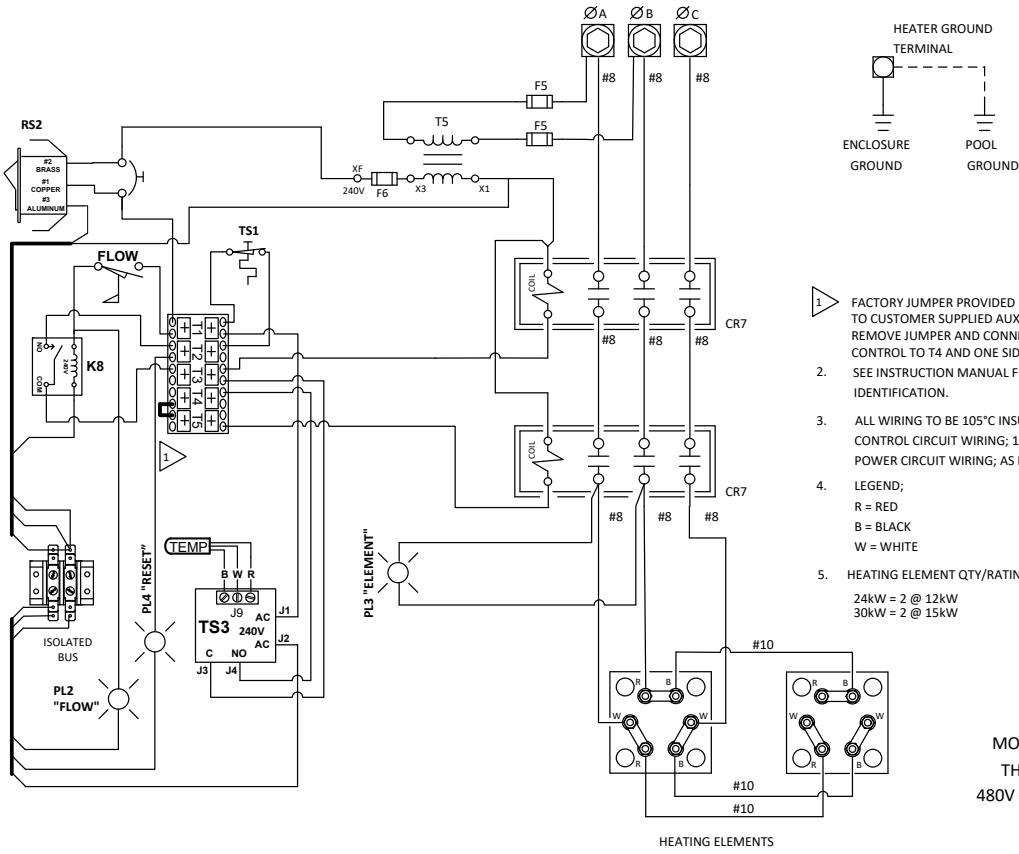 ØA ØB ØC
#8 #8 #8
HEATER GROUND
TERMINAL
ENCLOSURE
GROUND
POOL
GROUND
F5
F5
T5
XF
240V
F6
X3
X1
RS2
#2
BRASS
#1
COPPER
#3
ALUMINUM
TS1
FLOW
NO
240V
COM
K8
T1
T2
T3
T4
T5
1
COIL
CR7
#8 #8 #8
COIL
CR7
#8 #8 #8
1 FACTORY JUMPER PROVIDED
TO CUSTOMER SUPPLIED AUX
REMOVE JUMPER AND CONN
CONTROL TO T4 AND ONE SID
2. SEE INSTRUCTION MANUAL F
IDENTIFICATION.
3. ALL WIRING TO BE 105°C INS
CONTROL CIRCUIT WIRING; 1
POWER CIRCUIT WIRING; AS
4. LEGEND;
R = RED
B = BLACK
W = WHITE
5. HEATING ELEMENT QTY/RATIN
24kW = 2 @ 12kW
30kW = 2 @ 15kW
ISOLATED
BUS
PL2
"FLOW"
PL4 "RESET"
TEMP
B W R
J9
TS3 240V
AC J1
AC J2
C NO
J3 J4
PL3 "ELEMENT"
#10
R B
W W
R B
R B
W W
R B
#10
#10
HEATING ELEMENTS
MO
TH
480V